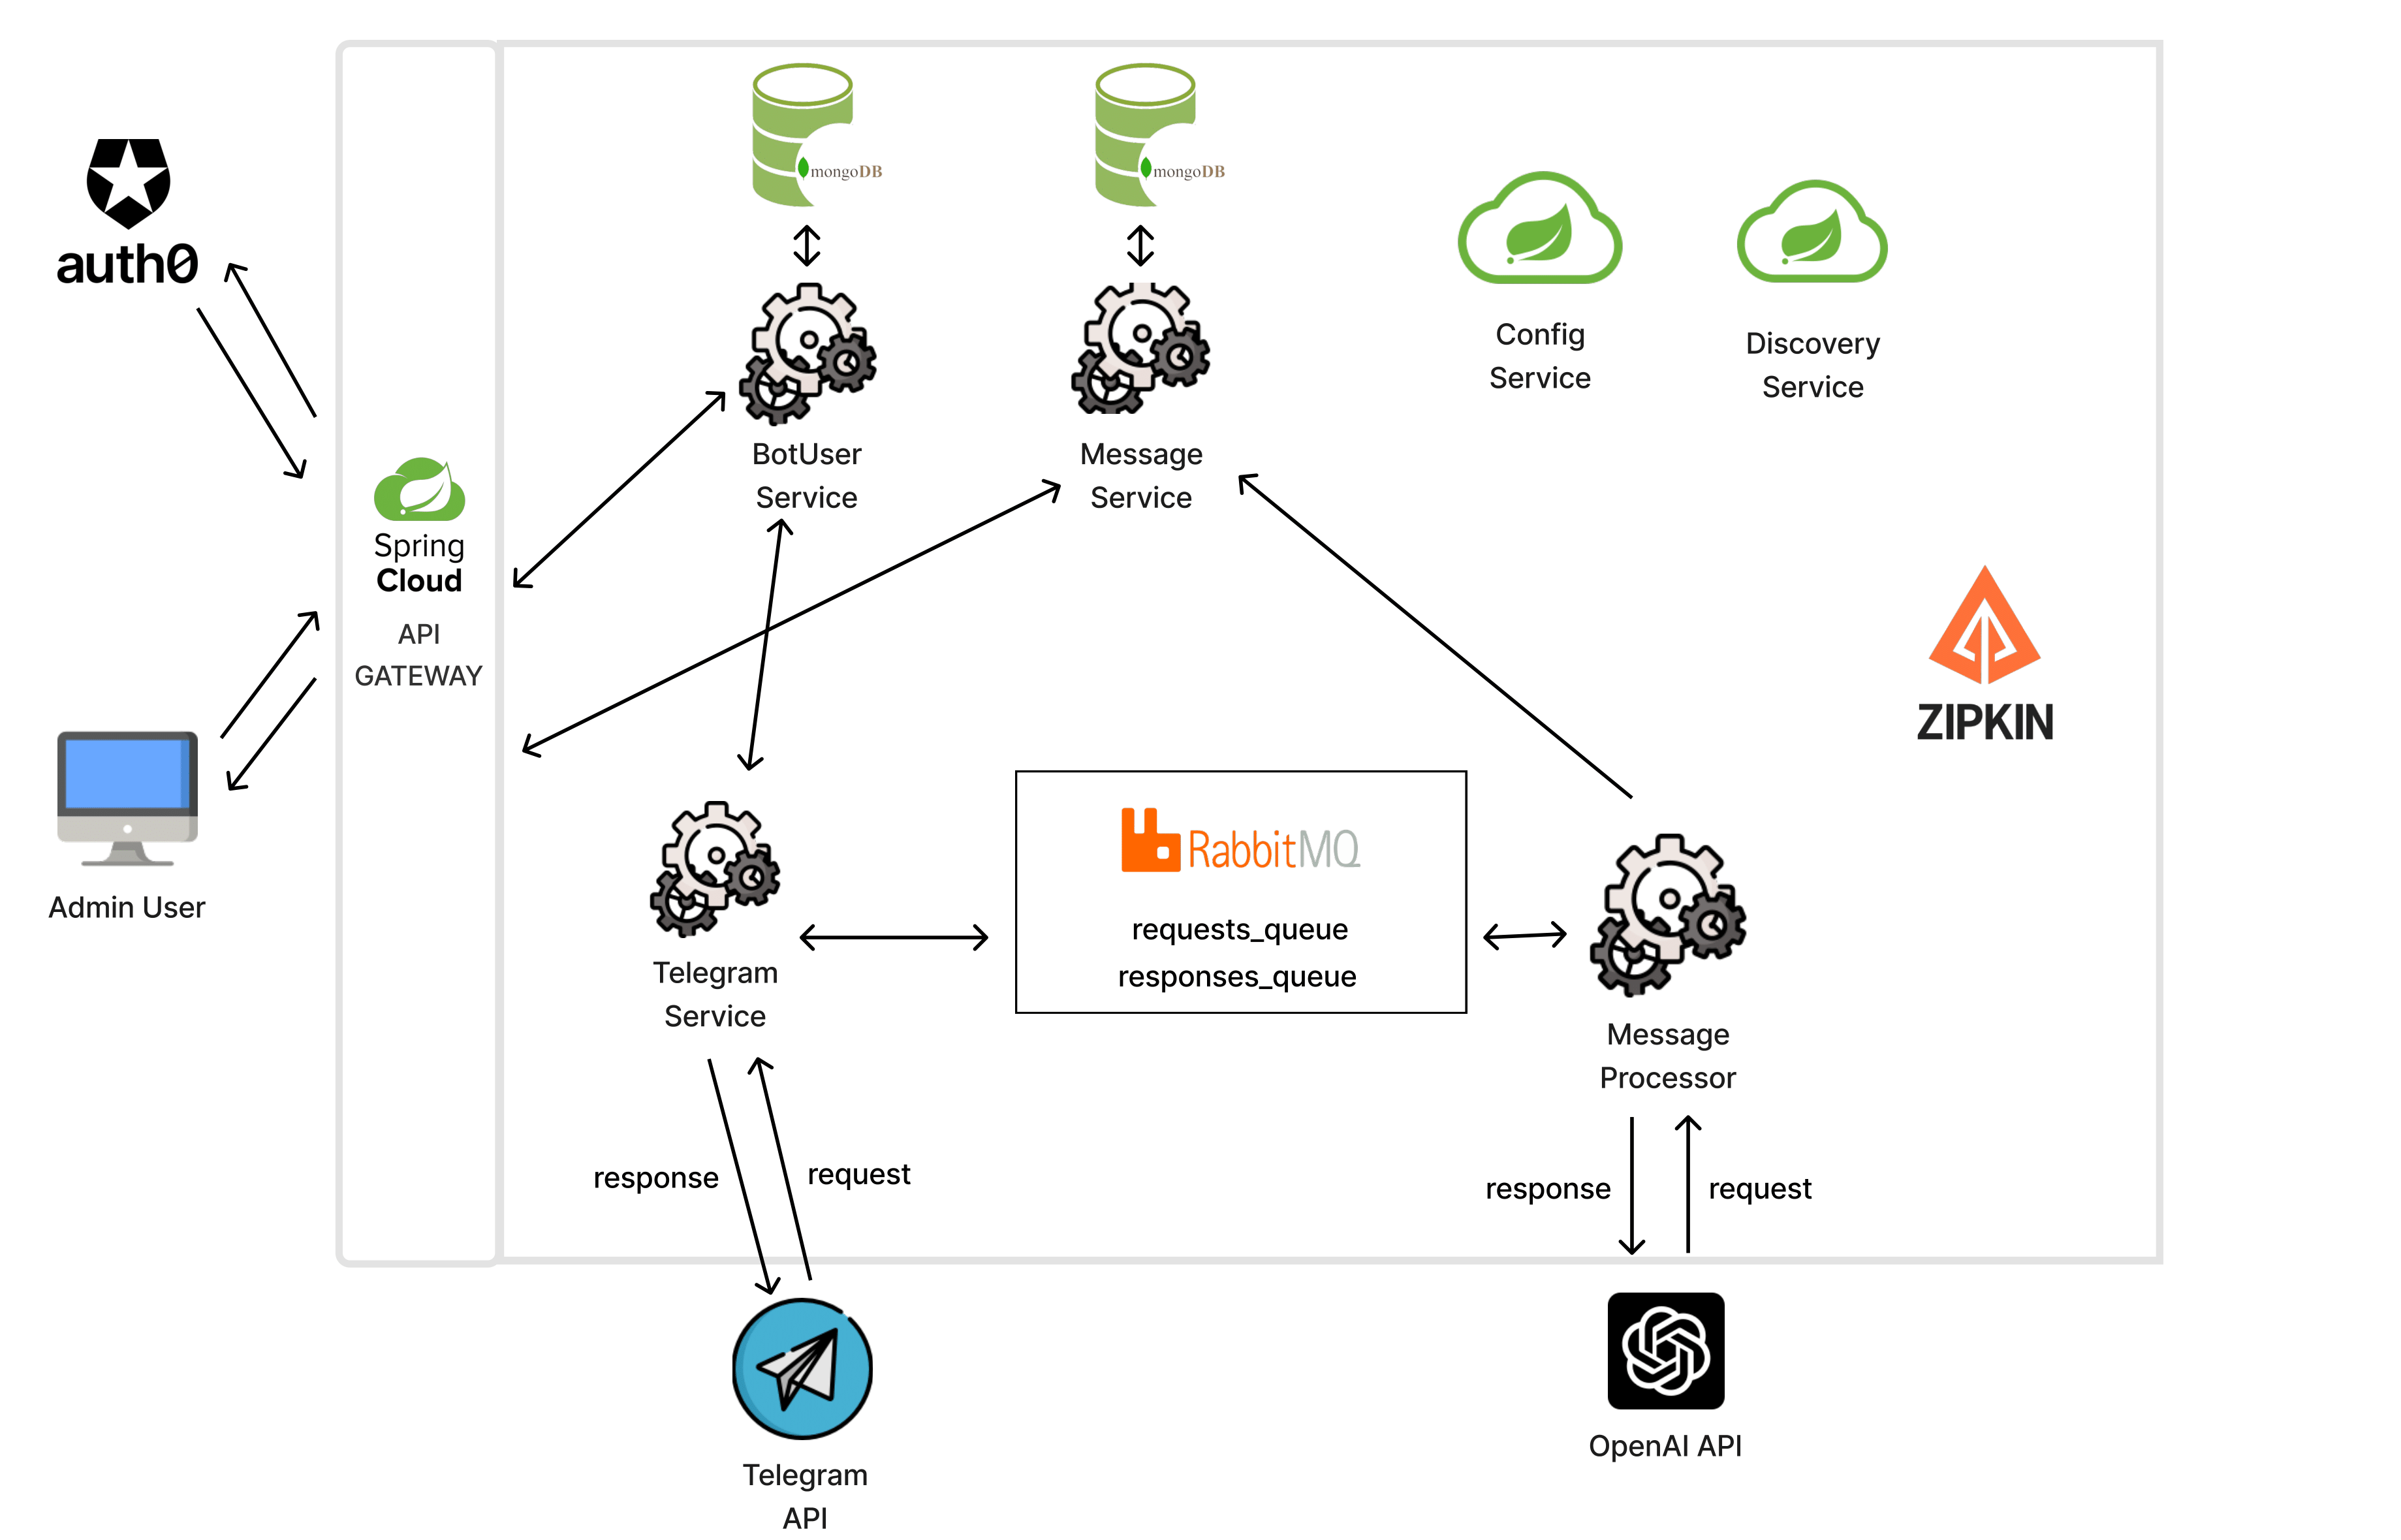 mongoDB
mongoDB
auth0
Config
Service
Discovery
Service
BotUser
Service
Message
Service
Spring
Cloud
API
GATEWAY
ZIPKIN
Admin User
RabbitMQ
requests_queue
responses_queue
Telegram
Service
Message
Processor
response
request
response
request
OpenAI API
Telegram
API